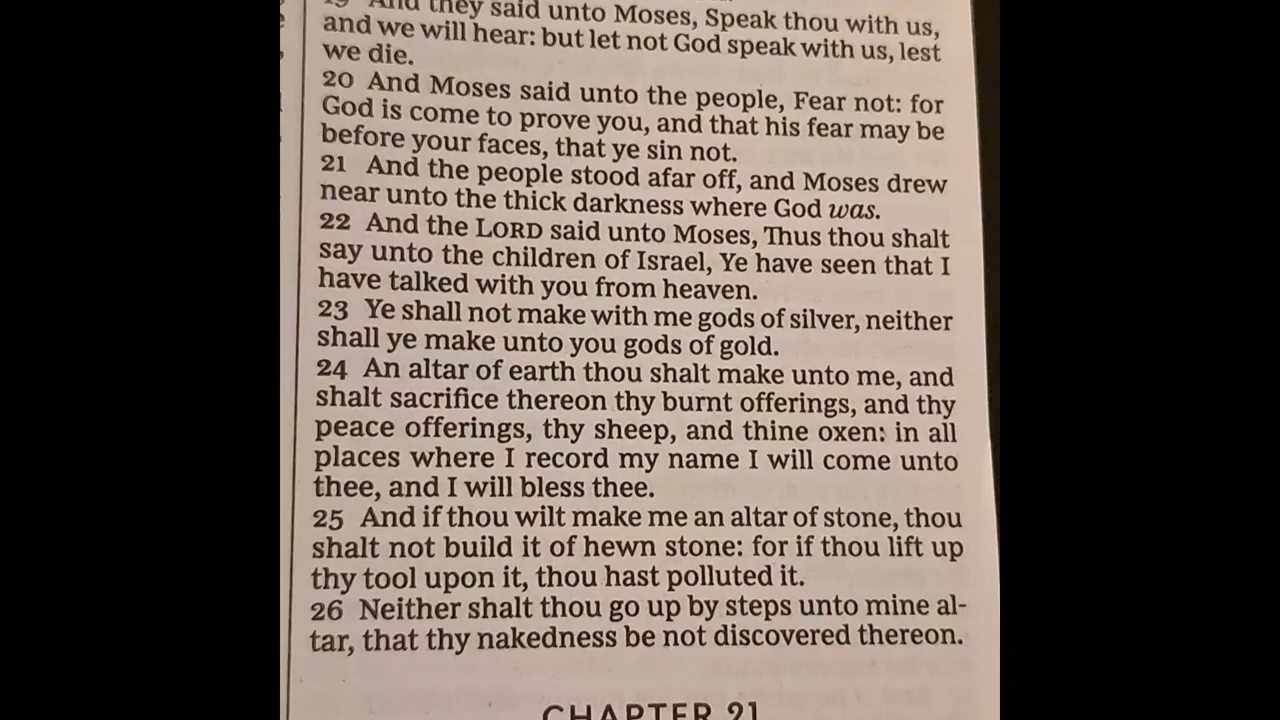 19 And they said unto Moses, Speak thou with us,
and we will hear: but let not God speak with us, lest
we die.
20 And Moses said unto the people, Fear not: for
God is come to prove you, and that his fear may be
before your faces, that ye sin not.
21 And the people stood afar off, and Moses drew
near unto the thick darkness where God was.
22 And the LORD said unto Moses, Thus thou shalt
say unto the children of Israel, Ye have seen that I
have talked with you from heaven.
23 Ye shall not make with me gods of silver, neither
shall ye make unto you gods of gold.
24 An altar of earth thou shalt make unto me, and
shalt sacrifice thereon thy burnt offerings, and thy
peace offerings, thy sheep, and thine oxen: in all
places where I record my name I will come unto
thee, and I will bless thee.
25 And if thou wilt make me an altar of stone, thou
shalt not build it of hewn stone: for if thou lift up
thy tool upon it, thou hast polluted it.
26 Neither shalt thou go up by steps unto mine al-
tar, that thy nakedness be not discovered thereon.
CHAPTER 21